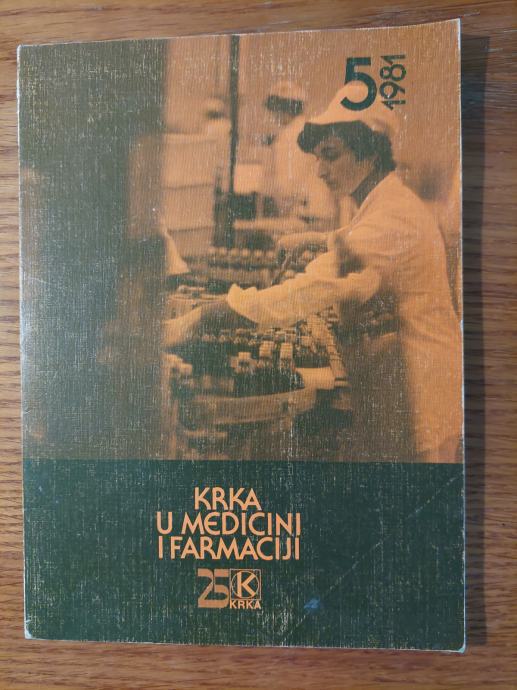 5
1981
KRKA
U MEDICINI
I FARMACIJI
25 K
KRKA